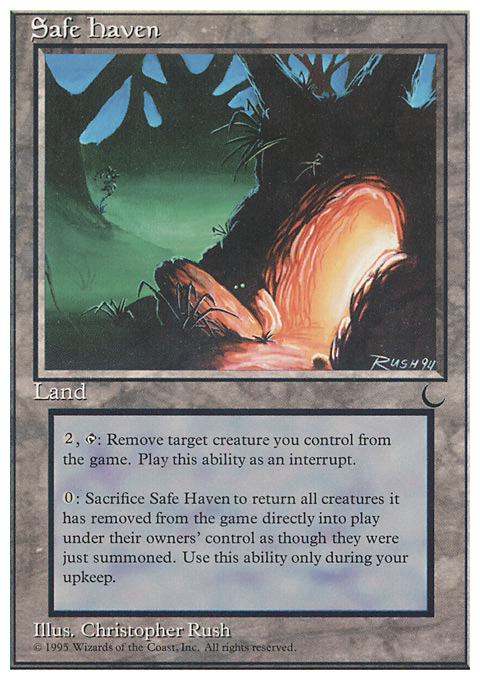 Safe Haven
RUSH 94
Land
2, : Remove target creature you control from
the game. Play this ability as an interrupt.
0: Sacrifice Safe Haven to return all creatures it
has removed from the game directly into play
under their owners' control as though they were
just summoned. Use this ability only during your
upkeep.
Illus. Christopher Rush
© 1995 Wizards of the Coast, Inc. All rights reserved.